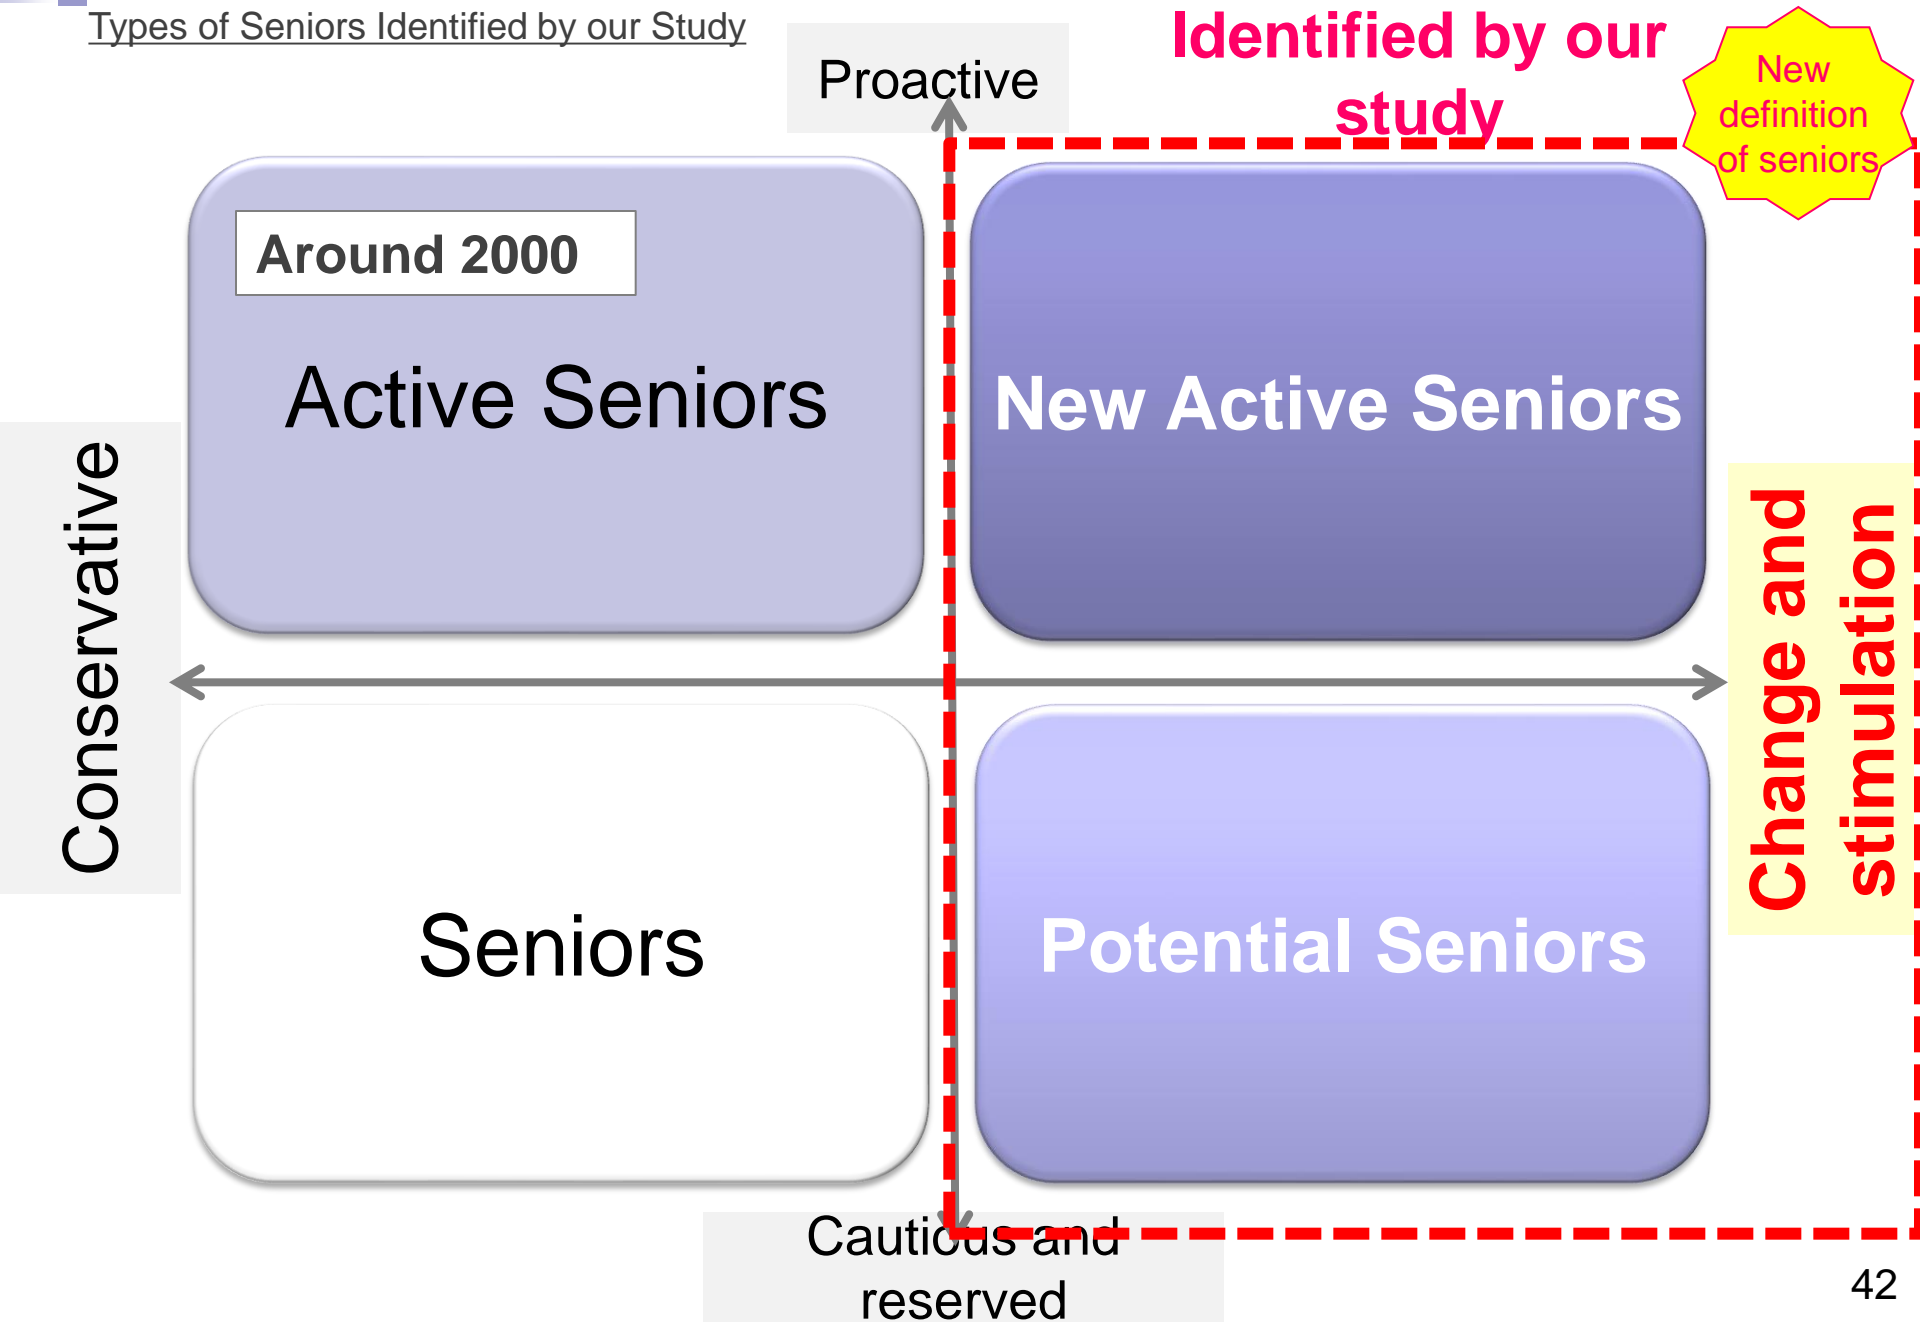 Types of Seniors Identified by our Study
Proactive
Identified by our
study
New
definition
of seniors
Around 2000
Active Seniors
New Active Seniors
Conservative
Change and
stimulation
Seniors
Potential Seniors
Cautious and
reserved
42